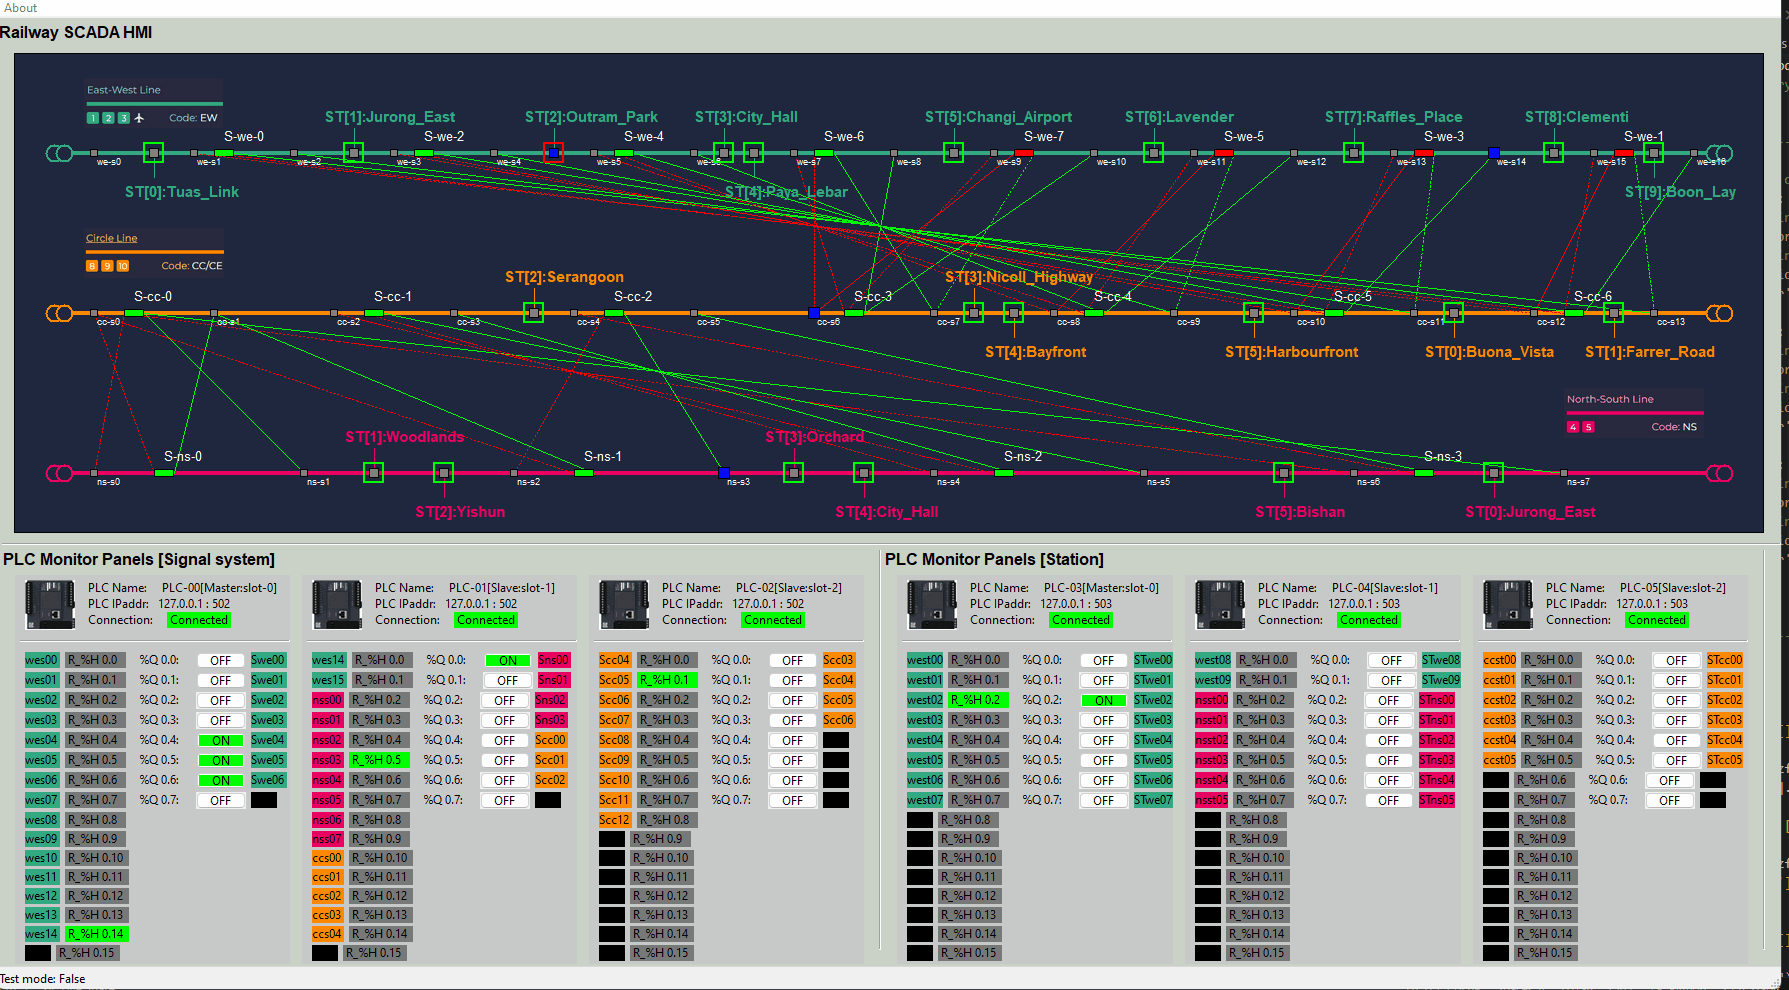 About
Railway SCADA HMI
East-West Line
1 2 3 Code: EW
ST[1]:Jurong_East ST[2]:Outram_Park ST[3]:City_Hall ST[5]:Changi_Airport ST[6]:Lavender ST[7]:Raffles_Place ST[8]:Clementi
S-we-0 S-we-2 S-we-4 S-we-6 S-we-7 S-we-5 S-we-3 S-we-1
we-s0 we-s1 we-s2 we-s3 we-s4 we-s5 we-s6 we-s7 we-s8 we-s9 we-s10 we-s11 we-s12 we-s13 we-s14 we-s15 we-s16
ST[0]:Tuas_Link ST[4]:Paya_Lebar ST[9]:Boon_Lay
Circle Line
8 9 10 Code: CC/CE
ST[2]:Serangoon ST[3]:Nicoll_Highway
S-cc-0 S-cc-1 S-cc-2 S-cc-3 S-cc-4 S-cc-5 S-cc-6
cc-s0 cc-s1 cc-s2 cc-s3 cc-s4 cc-s5 cc-s6 cc-s7 cc-s8 cc-s9 cc-s10 cc-s11 cc-s12 cc-s13
ST[4]:Bayfront ST[5]:Harbourfront ST[0]:Buona_Vista ST[1]:Farrer_Road
North-South Line
4 5 Code: NS
ST[1]:Woodlands ST[3]:Orchard
S-ns-0 S-ns-1 S-ns-2 S-ns-3
ns-s0 ns-s1 ns-s2 ns-s3 ns-s4 ns-s5 ns-s6 ns-s7
ST[2]:Yishun ST[4]:City_Hall ST[5]:Bishan ST[0]:Jurong_East
PLC Monitor Panels [Signal system]
PLC Name: PLC-00[Master:slot-0]
PLC IPaddr: 127.0.0.1 : 502
Connection: Connected
wes00 R_%H 0.0 %Q 0.0: OFF Swe00
wes01 R_%H 0.1 %Q 0.1: OFF Swe01
wes02 R_%H 0.2 %Q 0.2: OFF Swe02
wes03 R_%H 0.3 %Q 0.3: OFF Swe03
wes04 R_%H 0.4 %Q 0.4: ON Swe04
wes05 R_%H 0.5 %Q 0.5: ON Swe05
wes06 R_%H 0.6 %Q 0.6: ON Swe06
wes07 R_%H 0.7 %Q 0.7: OFF
wes08 R_%H 0.8
wes09 R_%H 0.9
wes10 R_%H 0.10
wes11 R_%H 0.11
wes12 R_%H 0.12
wes13 R_%H 0.13
wes14 R_%H 0.14
R_%H 0.15
PLC Name: PLC-01[Slave:slot-1]
PLC IPaddr: 127.0.0.1 : 502
Connection: Connected
wes14 R_%H 0.0 %Q 0.0: ON Sns00
wes15 R_%H 0.1 %Q 0.1: OFF Sns01
nss00 R_%H 0.2 %Q 0.2: OFF Sns02
nss01 R_%H 0.3 %Q 0.3: OFF Sns03
nss02 R_%H 0.4 %Q 0.4: OFF Scc00
nss03 R_%H 0.5 %Q 0.5: OFF Scc01
nss04 R_%H 0.6 %Q 0.6: OFF Scc02
nss05 R_%H 0.7 %Q 0.7: OFF
nss06 R_%H 0.8
nss07 R_%H 0.9
ccs00 R_%H 0.10
ccs01 R_%H 0.11
ccs02 R_%H 0.12
ccs03 R_%H 0.13
ccs04 R_%H 0.14
R_%H 0.15
PLC Name: PLC-02[Slave:slot-2]
PLC IPaddr: 127.0.0.1 : 502
Connection: Connected
Scc04 R_%H 0.0 %Q 0.0: OFF Scc03
Scc05 R_%H 0.1 %Q 0.1: OFF Scc04
Scc06 R_%H 0.2 %Q 0.2: OFF Scc05
Scc07 R_%H 0.3 %Q 0.3: OFF Scc06
Scc08 R_%H 0.4 %Q 0.4: OFF
Scc09 R_%H 0.5 %Q 0.5: OFF
Scc10 R_%H 0.6 %Q 0.6: OFF
Scc11 R_%H 0.7 %Q 0.7: OFF
Scc12 R_%H 0.8
R_%H 0.9
R_%H 0.10
R_%H 0.11
R_%H 0.12
R_%H 0.13
R_%H 0.14
R_%H 0.15
PLC Monitor Panels [Station]
PLC Name: PLC-03[Master:slot-0]
PLC IPaddr: 127.0.0.1 : 503
Connection: Connected
west00 R_%H 0.0 %Q 0.0: OFF STwe00
west01 R_%H 0.1 %Q 0.1: OFF STwe01
west02 R_%H 0.2 %Q 0.2: ON STwe02
west03 R_%H 0.3 %Q 0.3: OFF STwe03
west04 R_%H 0.4 %Q 0.4: OFF STwe04
west05 R_%H 0.5 %Q 0.5: OFF STwe05
west06 R_%H 0.6 %Q 0.6: OFF STwe06
west07 R_%H 0.7 %Q 0.7: OFF STwe07
R_%H 0.8
R_%H 0.9
R_%H 0.10
R_%H 0.11
R_%H 0.12
R_%H 0.13
R_%H 0.14
R_%H 0.15
PLC Name: PLC-04[Slave:slot-1]
PLC IPaddr: 127.0.0.1 : 503
Connection: Connected
west08 R_%H 0.0 %Q 0.0: OFF STwe08
west09 R_%H 0.1 %Q 0.1: OFF STwe09
nsst00 R_%H 0.2 %Q 0.2: OFF STns00
nsst01 R_%H 0.3 %Q 0.3: OFF STns01
nsst02 R_%H 0.4 %Q 0.4: OFF STns02
nsst03 R_%H 0.5 %Q 0.5: OFF STns03
nsst04 R_%H 0.6 %Q 0.6: OFF STns04
nsst05 R_%H 0.7 %Q 0.7: OFF STns05
R_%H 0.8
R_%H 0.9
R_%H 0.10
R_%H 0.11
R_%H 0.12
R_%H 0.13
R_%H 0.14
R_%H 0.15
PLC Name: PLC-05[Slave:slot-2]
PLC IPaddr: 127.0.0.1 : 503
Connection: Connected
ccst00 R_%H 0.0 %Q 0.0: OFF STcc00
ccst01 R_%H 0.1 %Q 0.1: OFF STcc01
ccst02 R_%H 0.2 %Q 0.2: OFF STcc02
ccst03 R_%H 0.3 %Q 0.3: OFF STcc03
ccst04 R_%H 0.4 %Q 0.4: OFF STcc04
ccst05 R_%H 0.5 %Q 0.5: OFF STcc05
R_%H 0.6 %Q 0.6: OFF
R_%H 0.7 %Q 0.7: OFF
R_%H 0.8
R_%H 0.9
R_%H 0.10
R_%H 0.11
R_%H 0.12
R_%H 0.13
R_%H 0.14
R_%H 0.15
Test mode: False